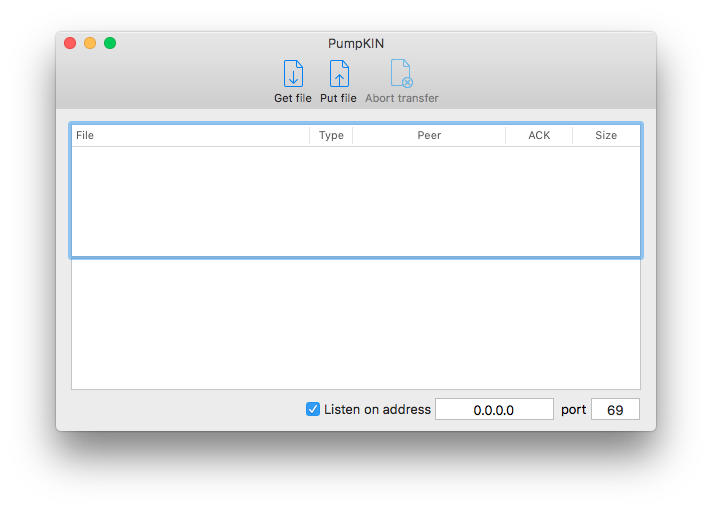 PumpKIN
Get file Put file Abort transfer
File Type Peer ACK Size
Listen on address 0.0.0.0 port 69